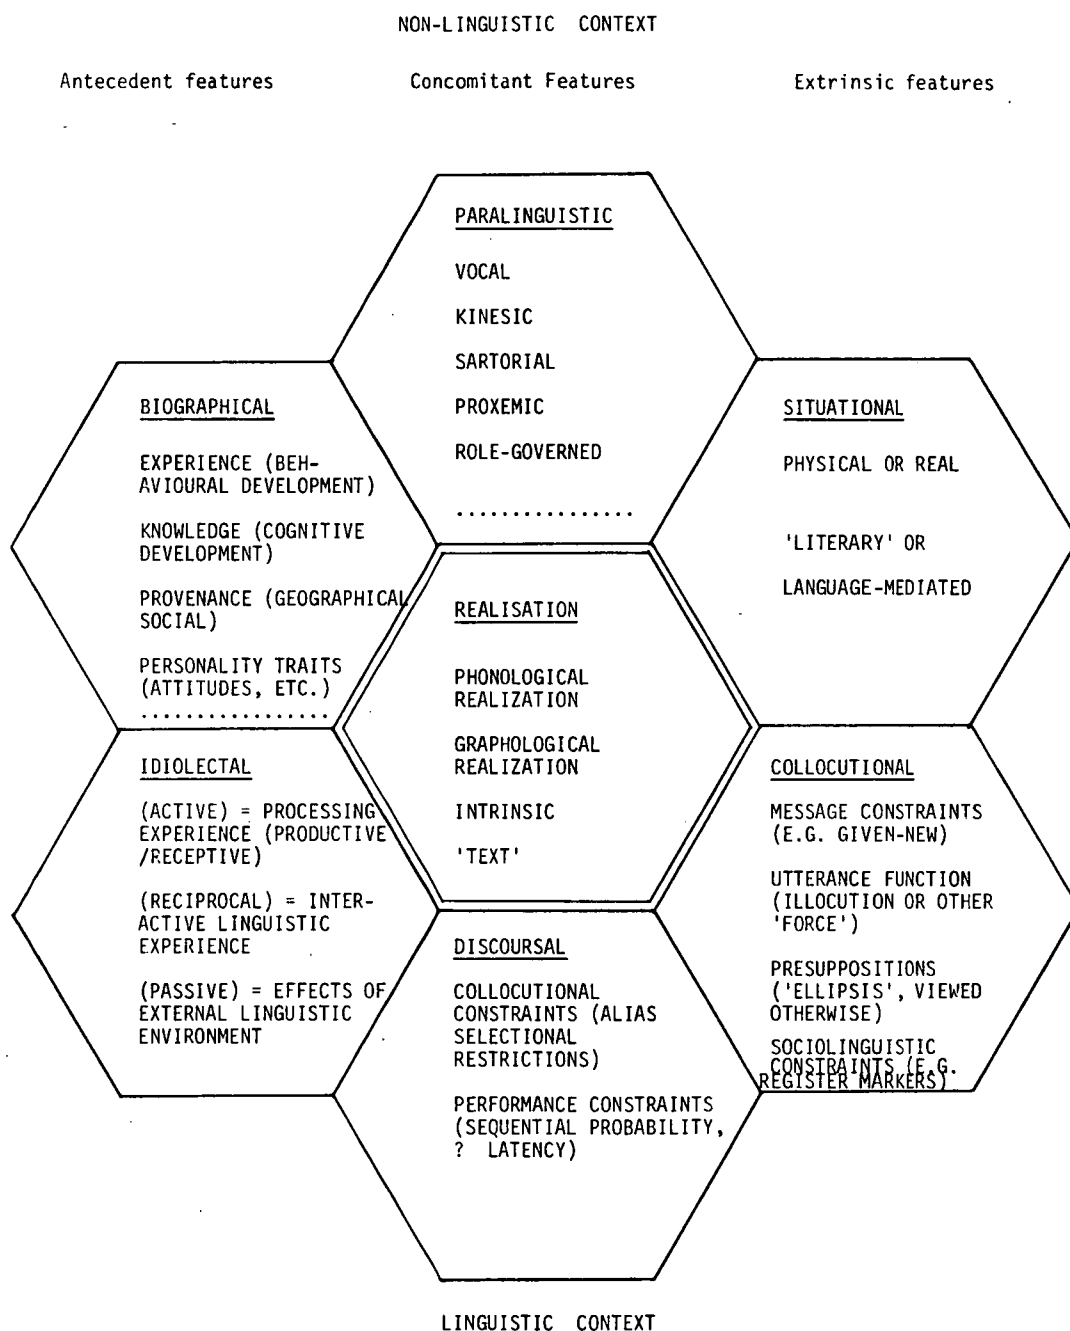 NON-LINGUISTIC CONTEXT
Antecedent features
Concomitant Features
Extrinsic features
PARALINGUISTIC
VOCAL
KINESIC
SARTORIAL
PROXEMIC
ROLE-GOVERNED
................
BIOGRAPHICAL
EXPERIENCE (BEH-
AVIOURAL DEVELOPMENT)
KNOWLEDGE (COGNITIVE
DEVELOPMENT)
PROVENANCE (GEOGRAPHICAL
SOCIAL)
PERSONALITY TRAITS
(ATTITUDES, ETC.)
.................
SITUATIONAL
PHYSICAL OR REAL
'LITERARY' OR
LANGUAGE-MEDIATED
REALISATION
PHONOLOGICAL
REALIZATION
GRAPHOLOGICAL
REALIZATION
INTRINSIC
'TEXT'
IDIOLECTAL
(ACTIVE) = PROCESSING
EXPERIENCE (PRODUCTIVE
/RECEPTIVE)
(RECIPROCAL) = INTER-
ACTIVE LINGUISTIC
EXPERIENCE
(PASSIVE) = EFFECTS OF
EXTERNAL LINGUISTIC
ENVIRONMENT
COLLOCUTIONAL
MESSAGE CONSTRAINTS
(E.G. GIVEN-NEW)
UTTERANCE FUNCTION
(ILLOCUTION OR OTHER
'FORCE')
PRESUPPOSITIONS
('ELLIPSIS', VIEWED
OTHERWISE)
SOCIOLINGUISTIC
CONSTRAINTS (E.G.
REGISTER MARKERS)
DISCOURSAL
COLLOCUTIONAL
CONSTRAINTS (ALIAS
SELECTIONAL
RESTRICTIONS)
PERFORMANCE CONSTRAINTS
(SEQUENTIAL PROBABILITY,
? LATENCY)
LINGUISTIC CONTEXT